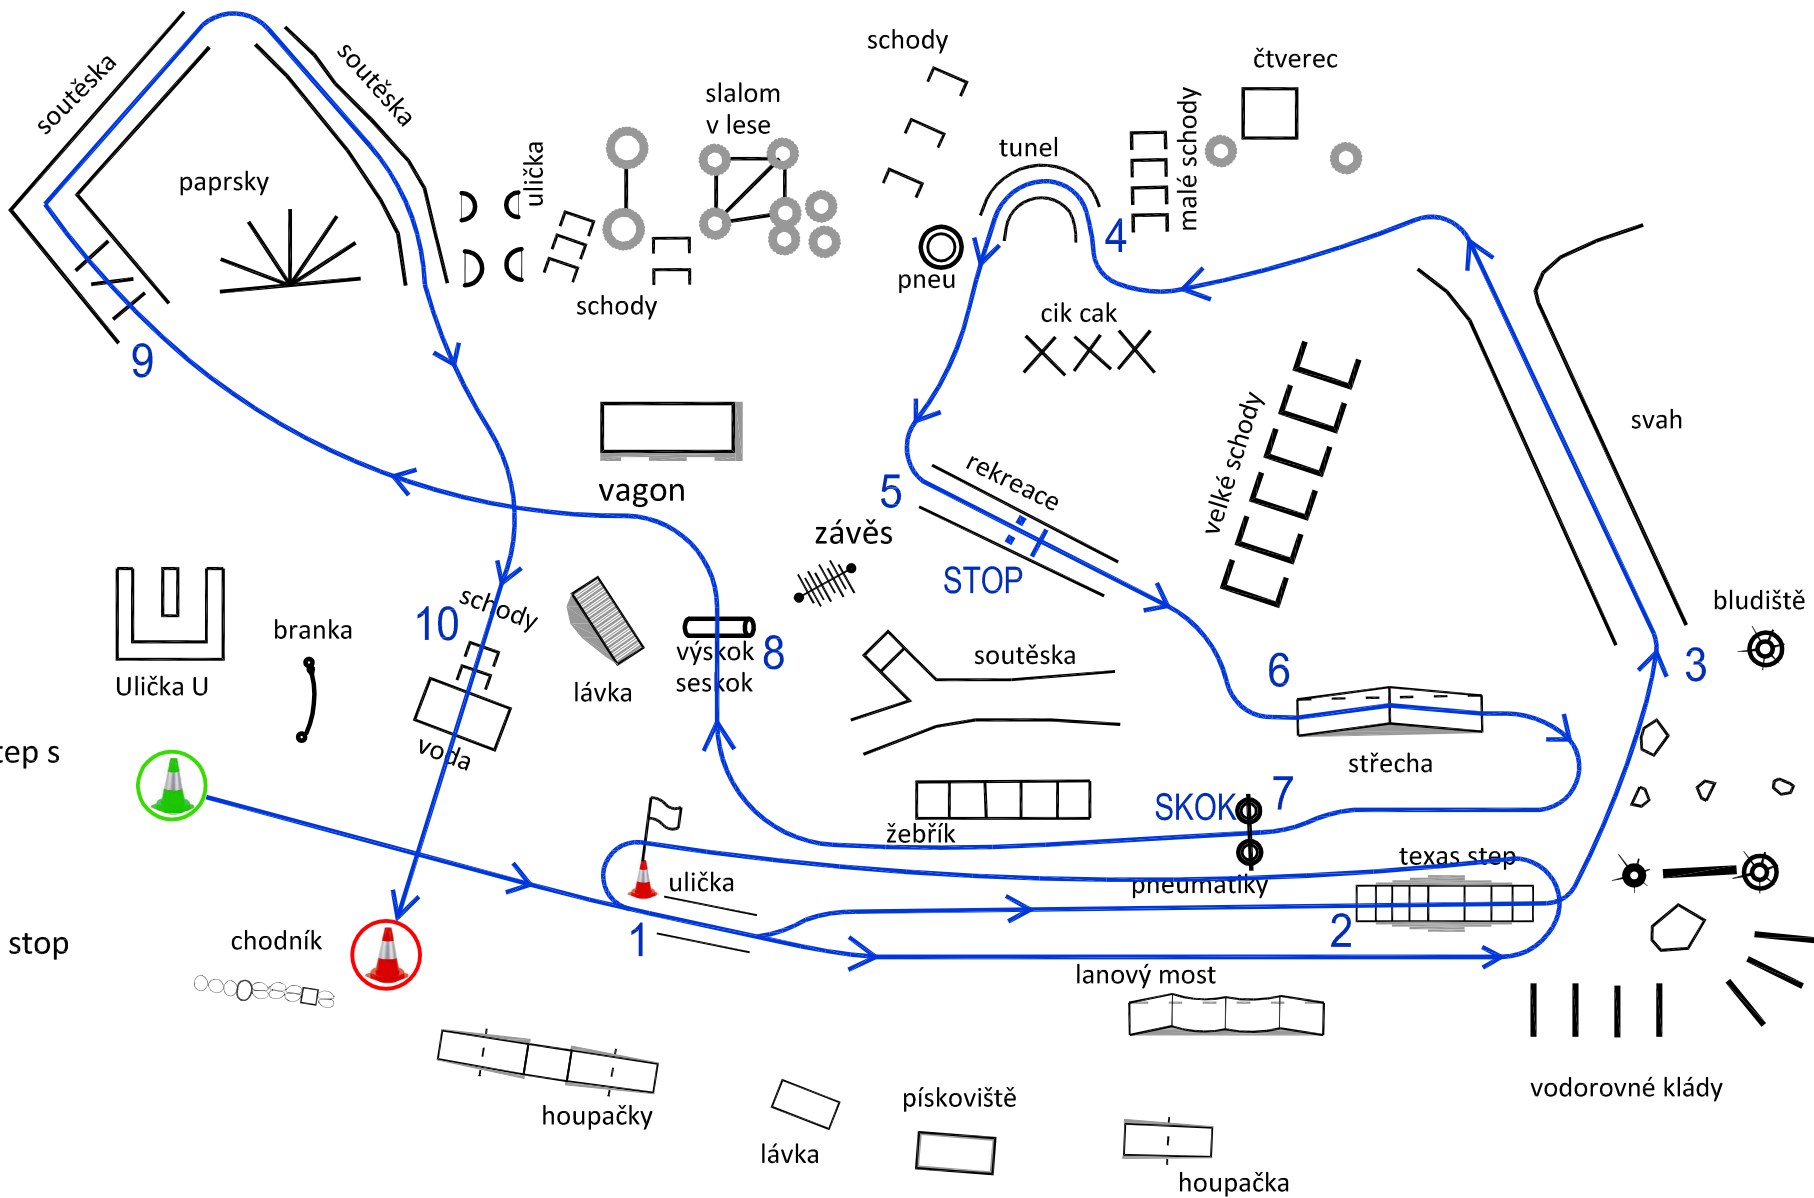 schody
čtverec
soutěska
soutěska
slalom
v lese
malé schody
tunel
ulička
paprsky
4
pneu
schody
cik cak
9
velké schody
svah
rekreace
vagon
5
závěs
STOP
schody
bludiště
10
branka
výskok
8
soutěska
6
3
Ulička U
lávka
seskok
voda
tep s
střecha
SKOK
7
žebřík
texas step
ulička
pneumatiky
stop
chodník
1
2
lanový most
vodorovné klády
houpačky
pískoviště
lávka
houpačka